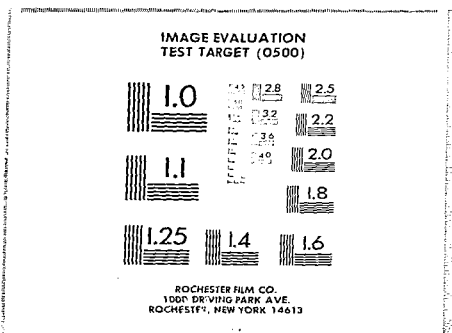 IMAGE EVALUATION
TEST TARGET (0500)
1.0
2.8
2.5
3.2
2.2
3.6
4.0
2.0
1.1
1.8
1.25
1.4
1.6
ROCHESTER FILM CO.
1000 DRIVING PARK AVE.
ROCHESTER, NEW YORK 14613